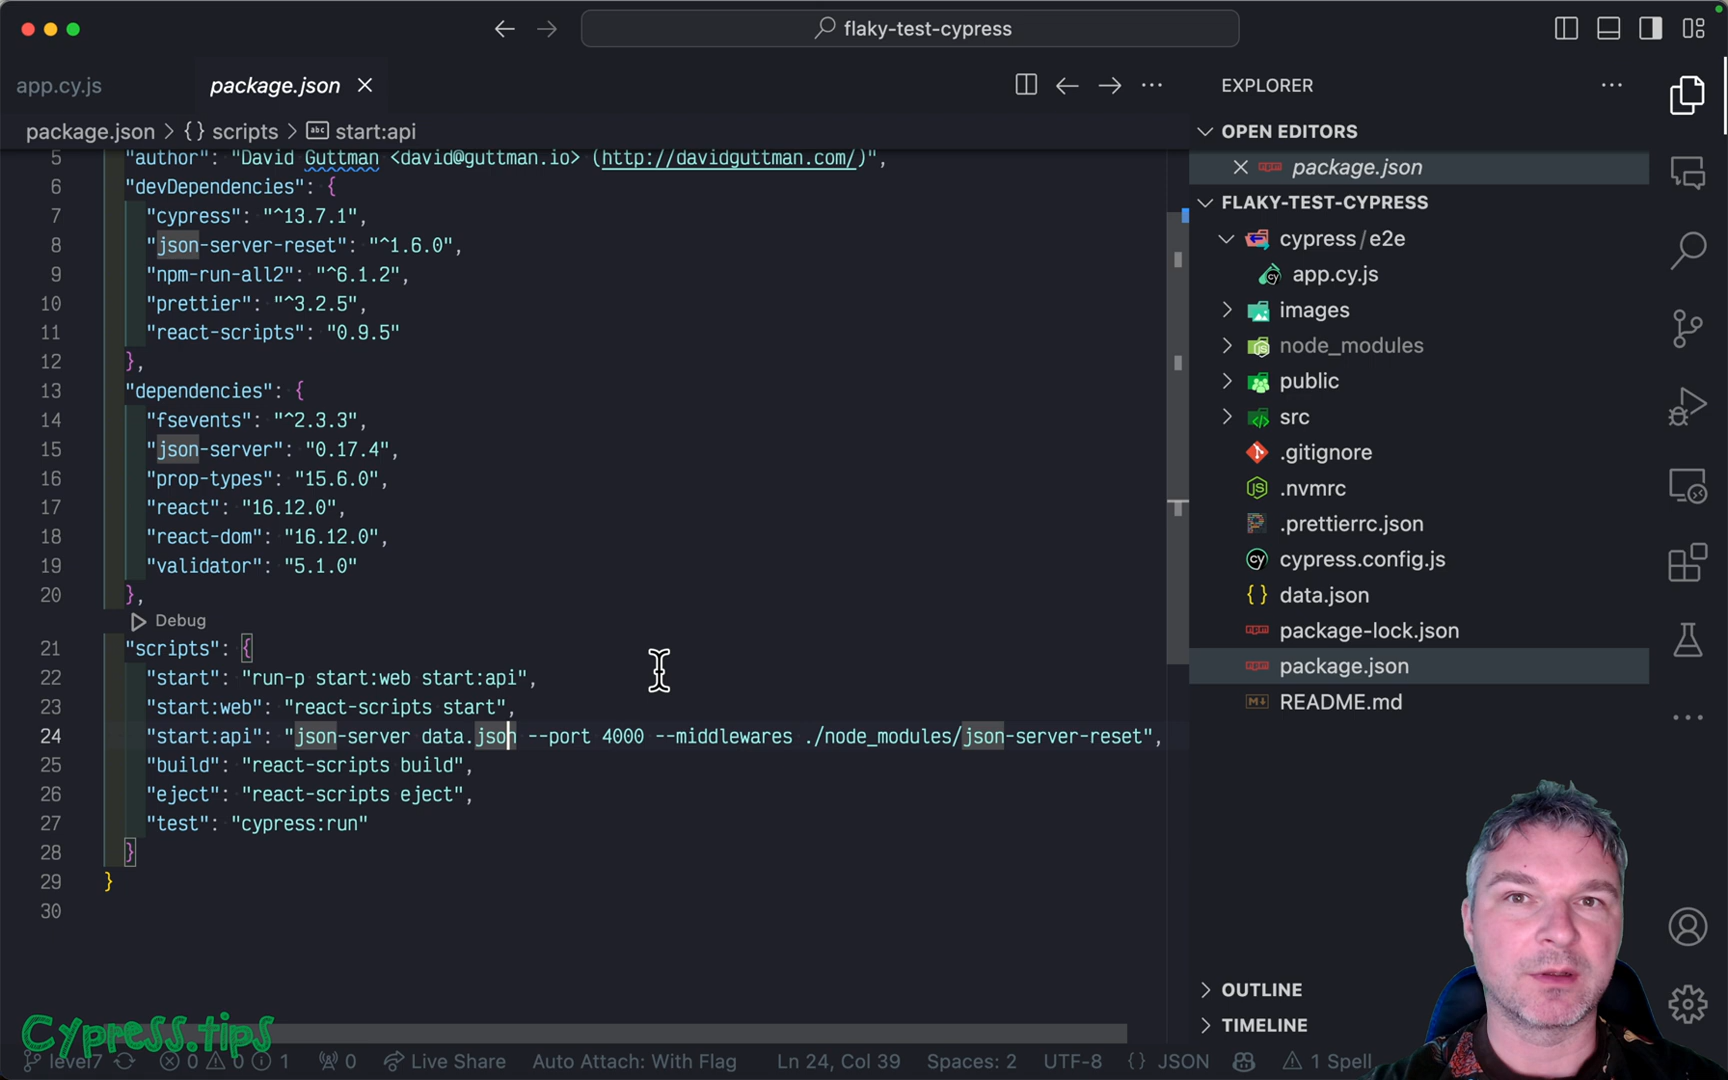 flaky-test-cypress
app.cy.js
package.json
package.json > {} scripts > start:api
5 "author": "David Guttman <david@guttman.io> (http://davidguttman.com/)",
6 "devDependencies": {
7 "cypress": "^13.7.1",
8 "json-server-reset": "^1.6.0",
9 "npm-run-all2": "^6.1.2",
10 "prettier": "^3.2.5",
11 "react-scripts": "0.9.5"
12 },
13 "dependencies": {
14 "fsevents": "^2.3.3",
15 "json-server": "0.17.4",
16 "prop-types": "15.6.0",
17 "react": "16.12.0",
18 "react-dom": "16.12.0",
19 "validator": "5.1.0"
20 },
Debug
21 "scripts": {
22 "start": "run-p start:web start:api",
23 "start:web": "react-scripts start",
24 "start:api": "json-server data.json --port 4000 --middlewares ./node_modules/json-server-reset",
25 "build": "react-scripts build",
26 "eject": "react-scripts eject",
27 "test": "cypress:run"
28 }
29 }
30
EXPLORER
OPEN EDITORS
package.json
FLAKY-TEST-CYPRESS
cypress/e2e
app.cy.js
images
node_modules
public
src
.gitignore
.nvmrc
.prettierrc.json
cypress.config.js
data.json
package-lock.json
package.json
README.md
OUTLINE
TIMELINE
Cypress.tips
level7 0 0 1 0 Live Share Auto Attach: With Flag Ln 24, Col 39 Spaces: 2 UTF-8 {} JSON 1 Spell